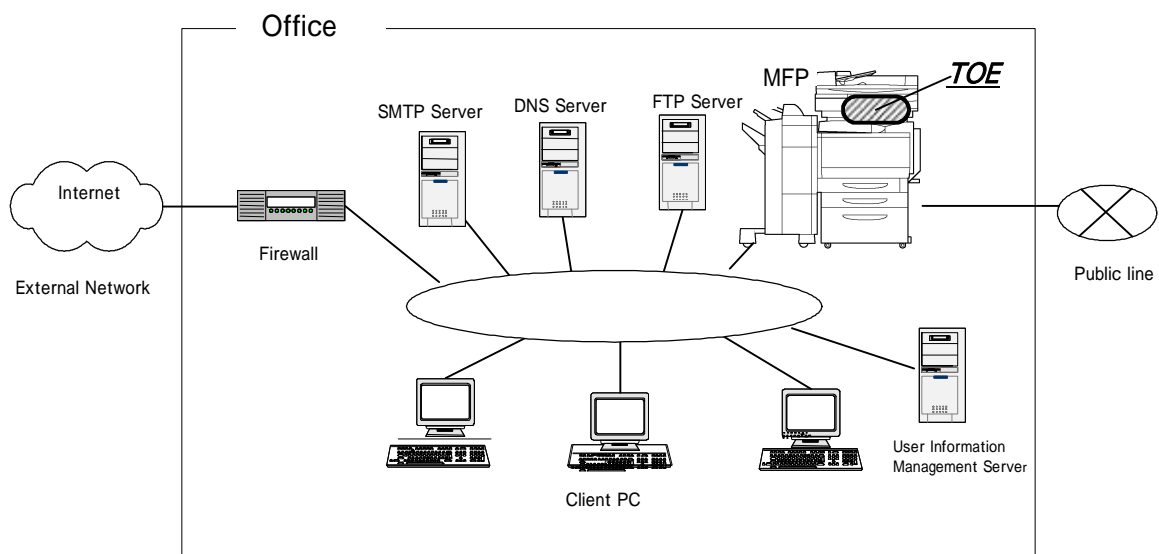 Office
MFP
TOE
SMTP Server
DNS Server
FTP Server
Internet
Firewall
External Network
Public line
User Information
Management Server
Client PC